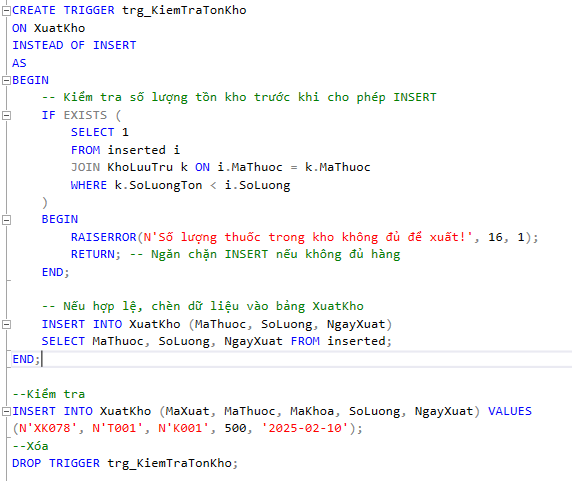 CREATE TRIGGER trg_KiemTraTonKho
ON XuatKho
INSTEAD OF INSERT
AS
BEGIN
    -- Kiểm tra số lượng tồn kho trước khi cho phép INSERT
    IF EXISTS (
        SELECT 1
        FROM inserted i
        JOIN KhoLuuTru k ON i.MaThuoc = k.MaThuoc
        WHERE k.SoLuongTon < i.SoLuong
    )
    BEGIN
        RAISERROR(N'Số lượng thuốc trong kho không đủ để xuất!', 16, 1);
        RETURN; -- Ngăn chặn INSERT nếu không đủ hàng
    END;

    -- Nếu hợp lệ, chèn dữ liệu vào bảng XuatKho
    INSERT INTO XuatKho (MaThuoc, SoLuong, NgayXuat)
    SELECT MaThuoc, SoLuong, NgayXuat FROM inserted;
END;

--Kiểm tra
INSERT INTO XuatKho (MaXuat, MaThuoc, MaKhoa, SoLuong, NgayXuat) VALUES
(N'XK078', N'T001', N'K001', 500, '2025-02-10');
--Xóa
DROP TRIGGER trg_KiemTraTonKho;